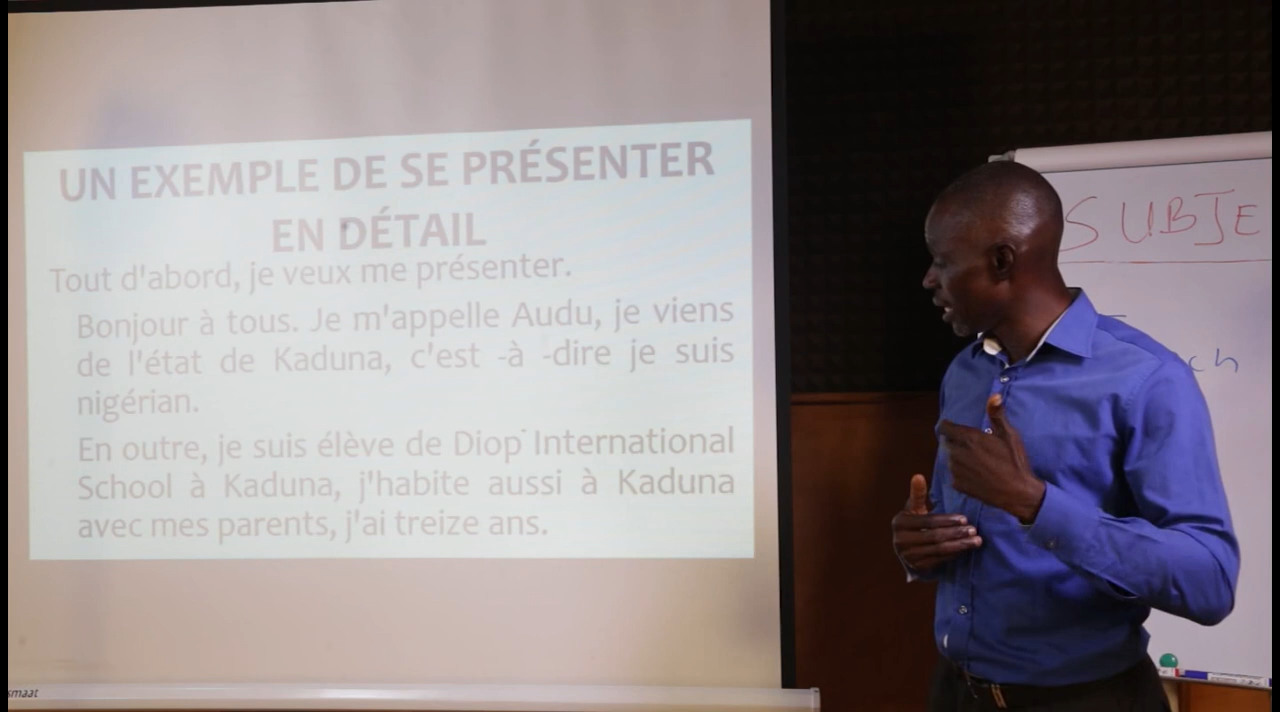 UN EXEMPLE DE SE PRÉSENTER
EN DÉTAIL
Tout d'abord, je veux me présenter.
Bonjour à tous. Je m'appelle Audu, je viens
de l'état de Kaduna, c'est -à -dire je suis
nigérian.
En outre, je suis élève de Diop International
School à Kaduna, j'habite aussi à Kaduna
avec mes parents, j'ai treize ans.
SUBJE
ch
smaat